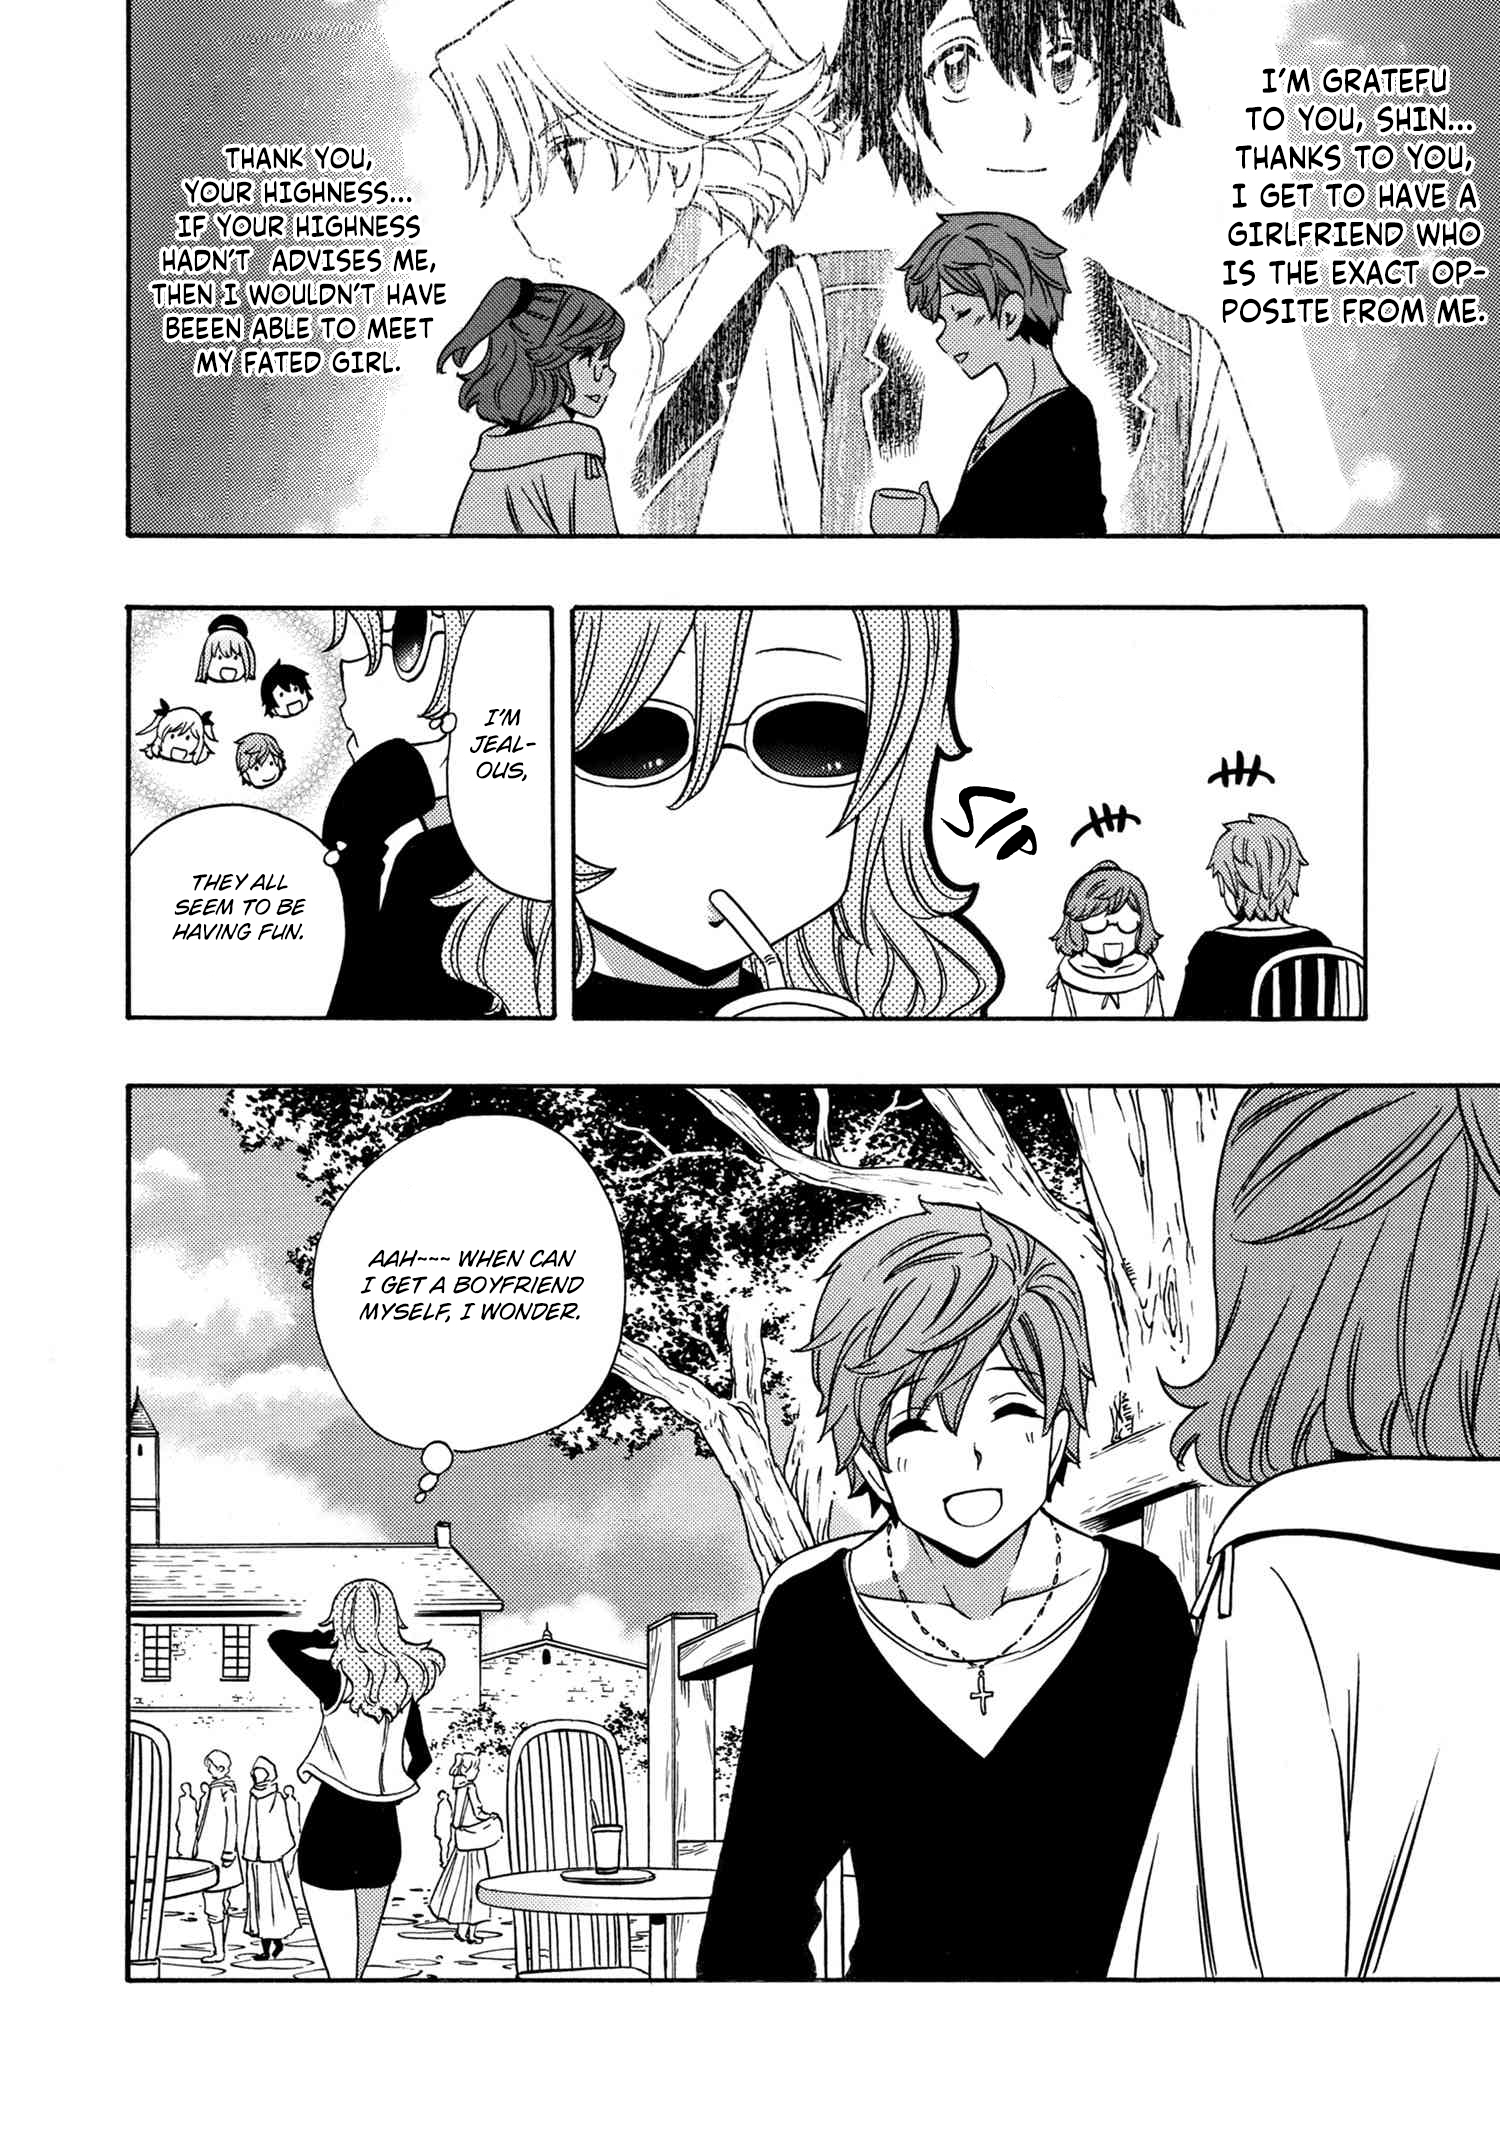 I'M GRATEFU
TO YOU, SHIN...
THANKS TO YOU,
I GET TO HAVE A
GIRLFRIEND WHO
IS THE EXACT OP-
POSITE FROM ME.
THANK YOU,
YOUR HIGHNESS...
IF YOUR HIGHNESS
HADN'T ADVISES ME,
THEN I WOULDN'T HAVE
BEEEN ABLE TO MEET
MY FATED GIRL.
SIP
I'M
JEAL-
OUS,
THEY ALL
SEEM TO BE
HAVING FUN.
AAH~~~ WHEN CAN
I GET A BOYFRIEND
MYSELF, I WONDER.